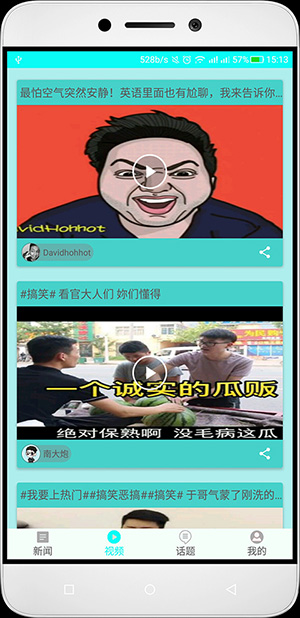 528b/s 57% 15:13
最怕空气突然安静！英语里面也有尬聊，我来告诉你...
vidHohhot
Davidhohhot
#搞笑# 看官大人们 妳们懂得
一个诚实的瓜贩
绝对保熟啊 没毛病这瓜
南大炮
#我要上热门##搞笑恶搞##搞笑# 于哥气蒙了刚洗的...
新闻 视频 话题 我的